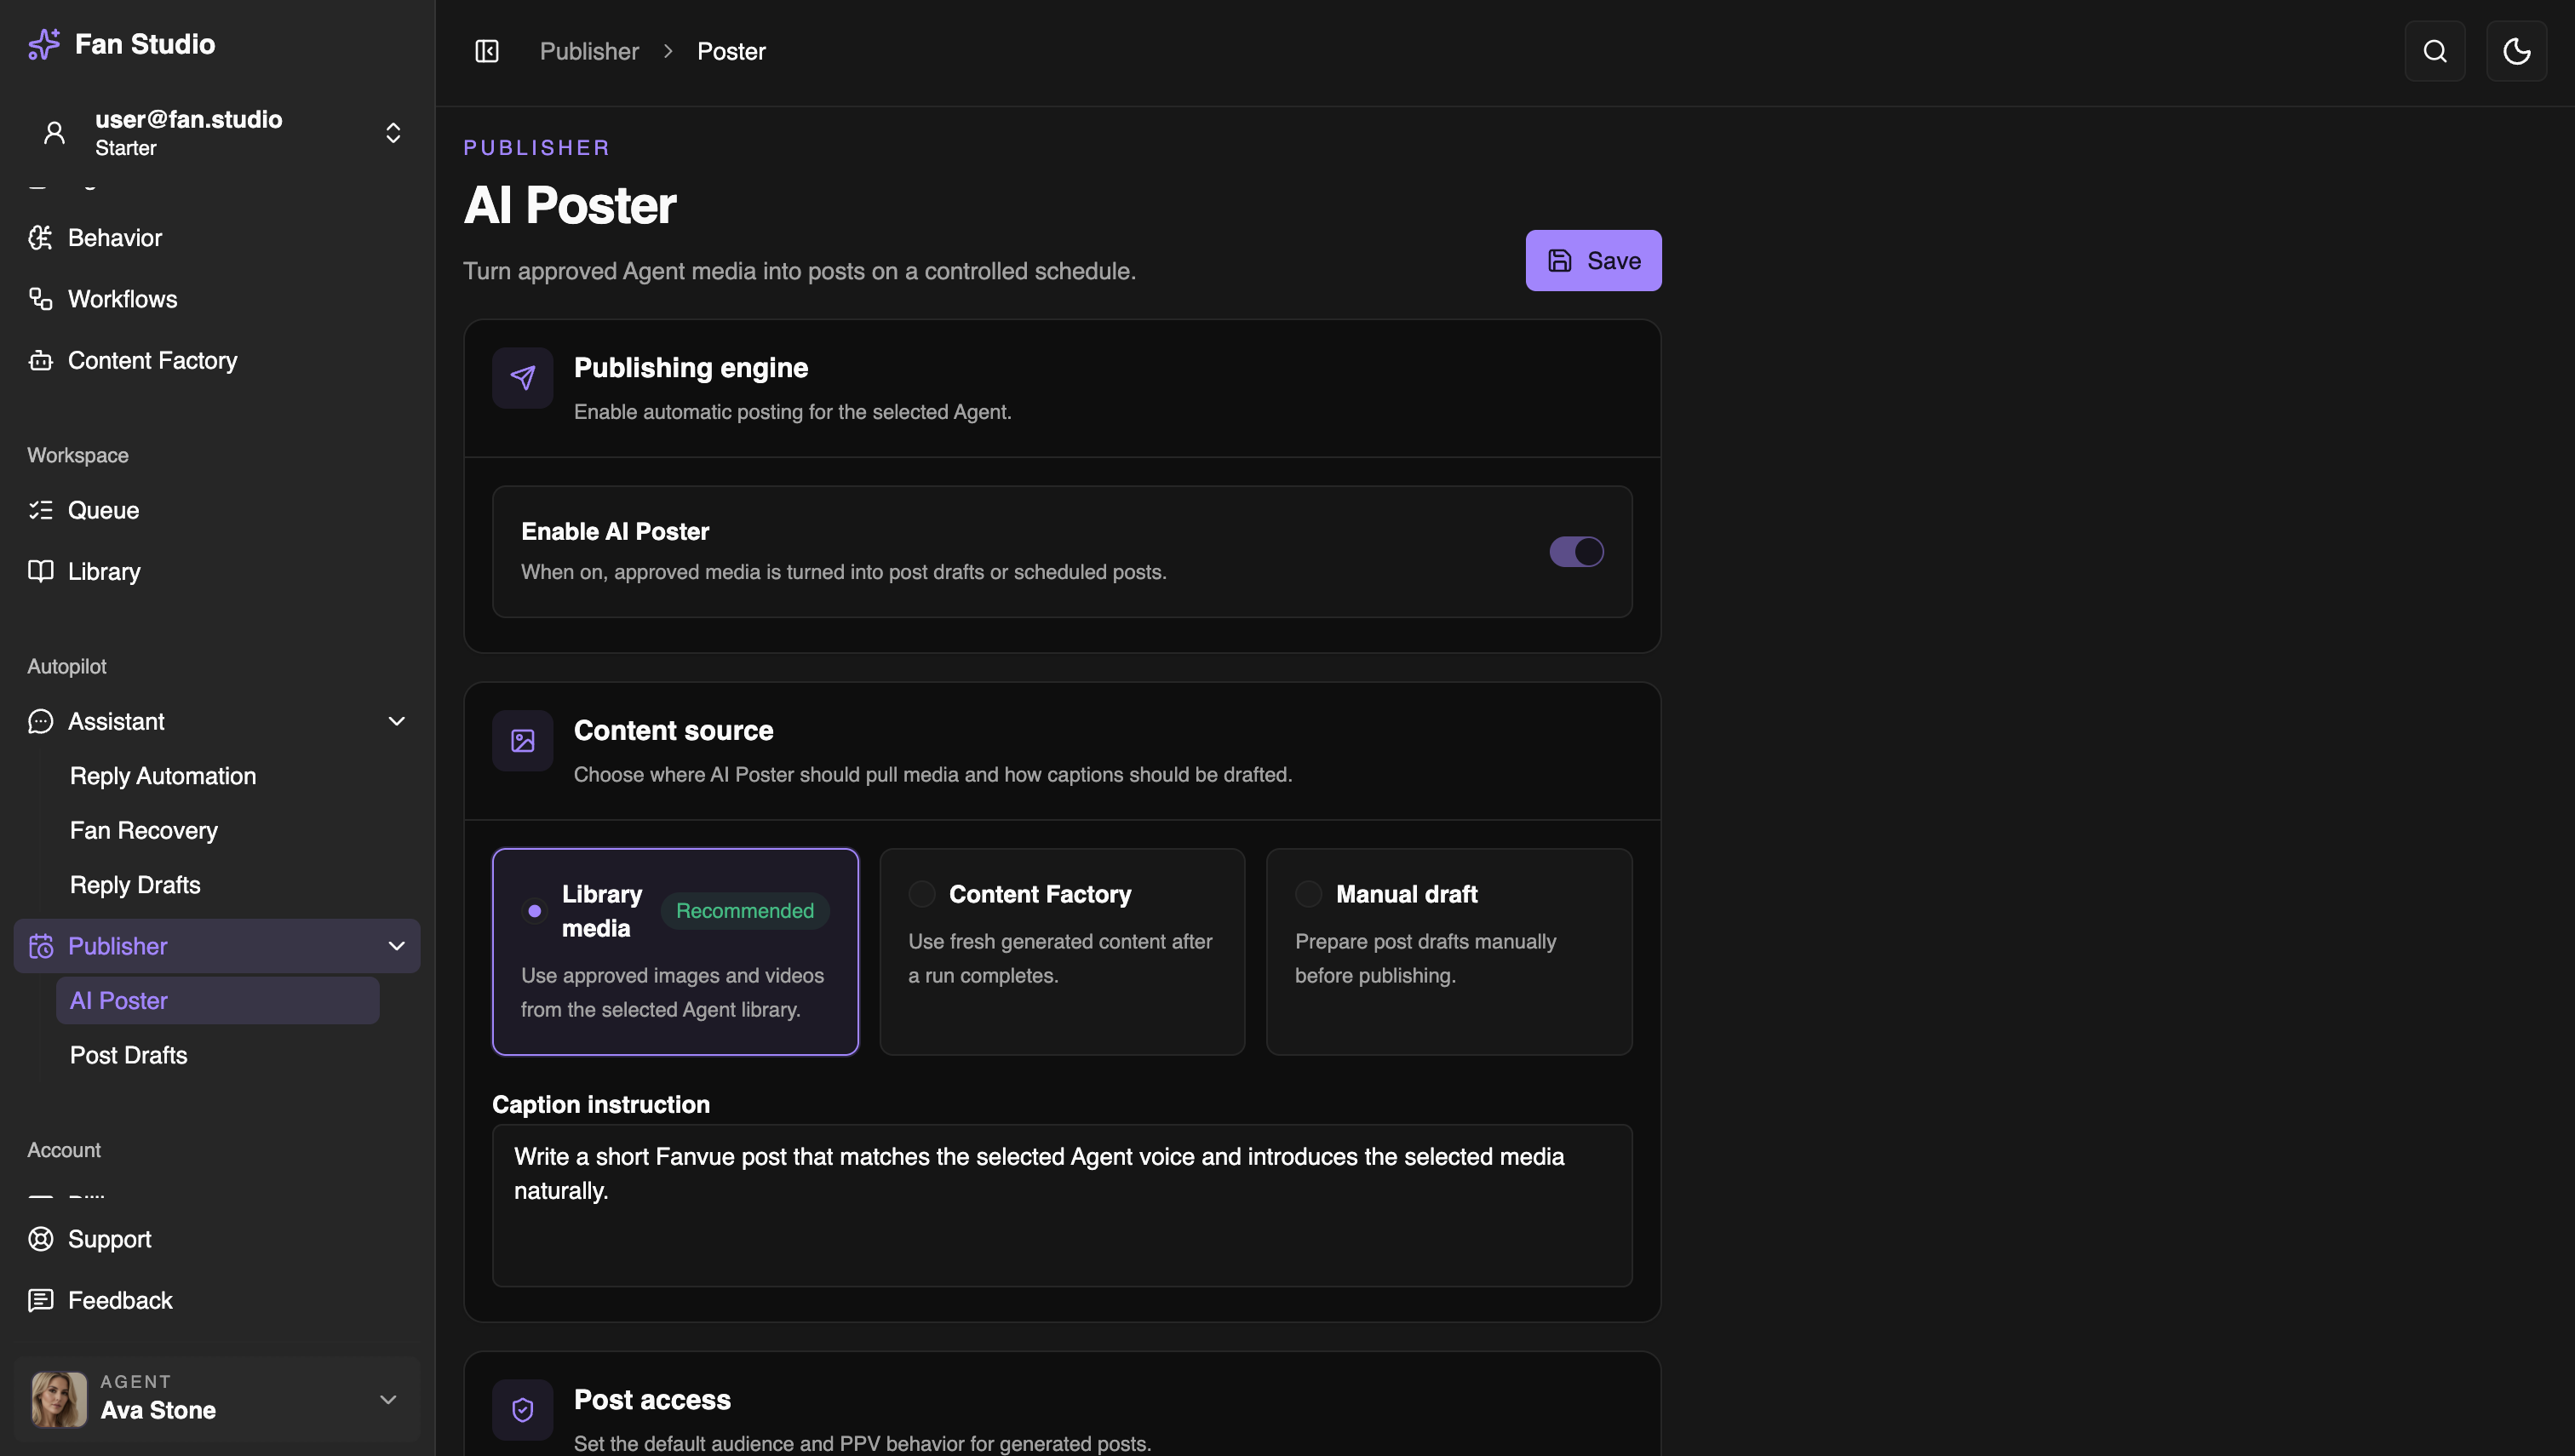 Fan Studio
user@fan.studio
Starter
Behavior
Workflows
Content Factory
Workspace
Queue
Library
Autopilot
Assistant
Reply Automation
Fan Recovery
Reply Drafts
Publisher
AI Poster
Post Drafts
Account
Support
Feedback
AGENT
Ava Stone
Publisher
Poster
PUBLISHER
AI Poster
Turn approved Agent media into posts on a controlled schedule.
Save
Publishing engine
Enable automatic posting for the selected Agent.
Enable AI Poster
When on, approved media is turned into post drafts or scheduled posts.
Content source
Choose where AI Poster should pull media and how captions should be drafted.
Library
media
Recommended
Use approved images and videos
from the selected Agent library.
Content Factory
Use fresh generated content after
a run completes.
Manual draft
Prepare post drafts manually
before publishing.
Caption instruction
Write a short Fanvue post that matches the selected Agent voice and introduces the selected media
naturally.
Post access
Set the default audience and PPV behavior for generated posts.